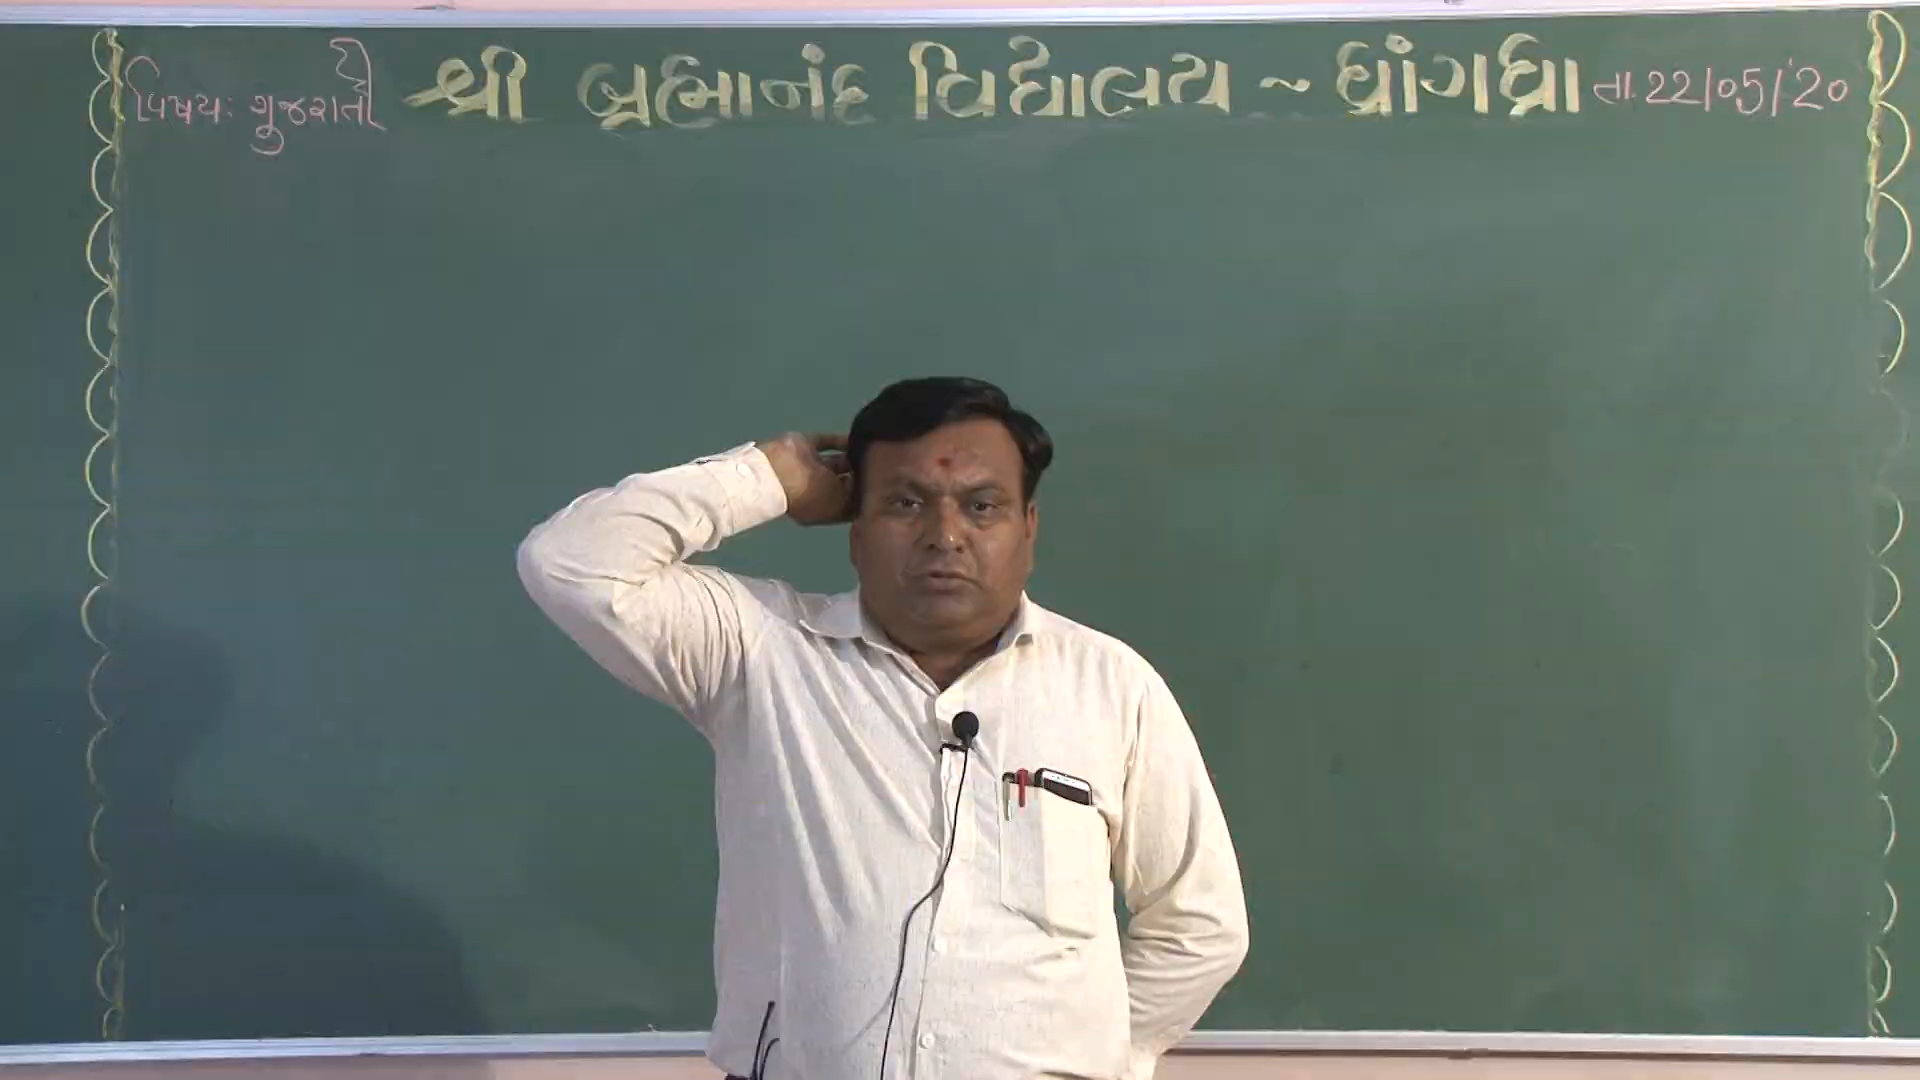 વિષય: ગુજરાતી શ્રી બ્રહ્માનંદ વિદ્યાલય ~ ધ્રાંગધ્રા તા. 22/05/'20